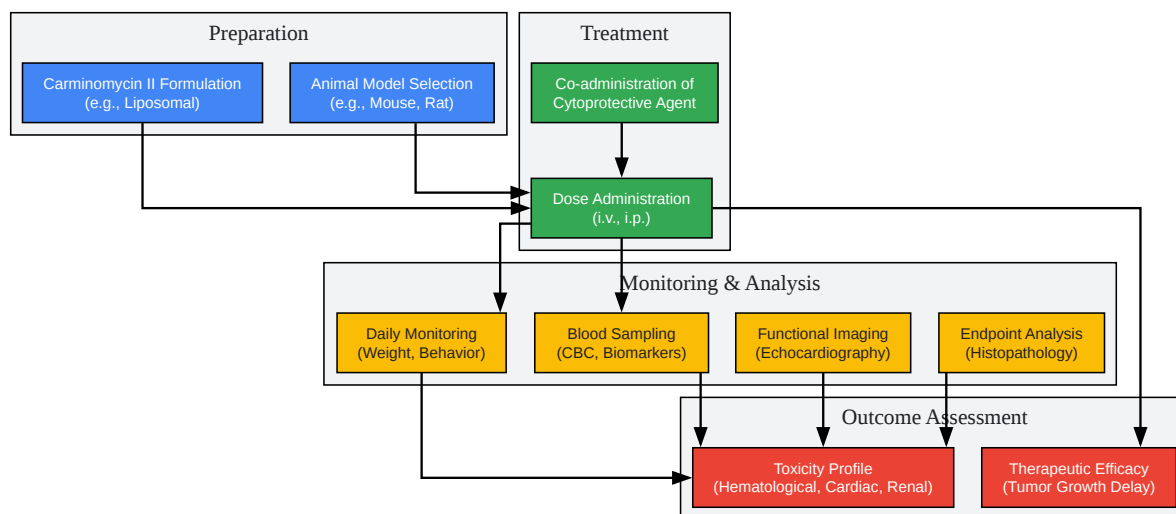 Preparation
Treatment
Carminomycin II Formulation
(e.g., Liposomal)
Animal Model Selection
(e.g., Mouse, Rat)
Co-administration of
Cytoprotective Agent
Dose Administration
(i.v., i.p.)
Monitoring & Analysis
Daily Monitoring
(Weight, Behavior)
Blood Sampling
(CBC, Biomarkers)
Functional Imaging
(Echocardiography)
Endpoint Analysis
(Histopathology)
Outcome Assessment
Toxicity Profile
(Hematological, Cardiac, Renal)
Therapeutic Efficacy
(Tumor Growth Delay)